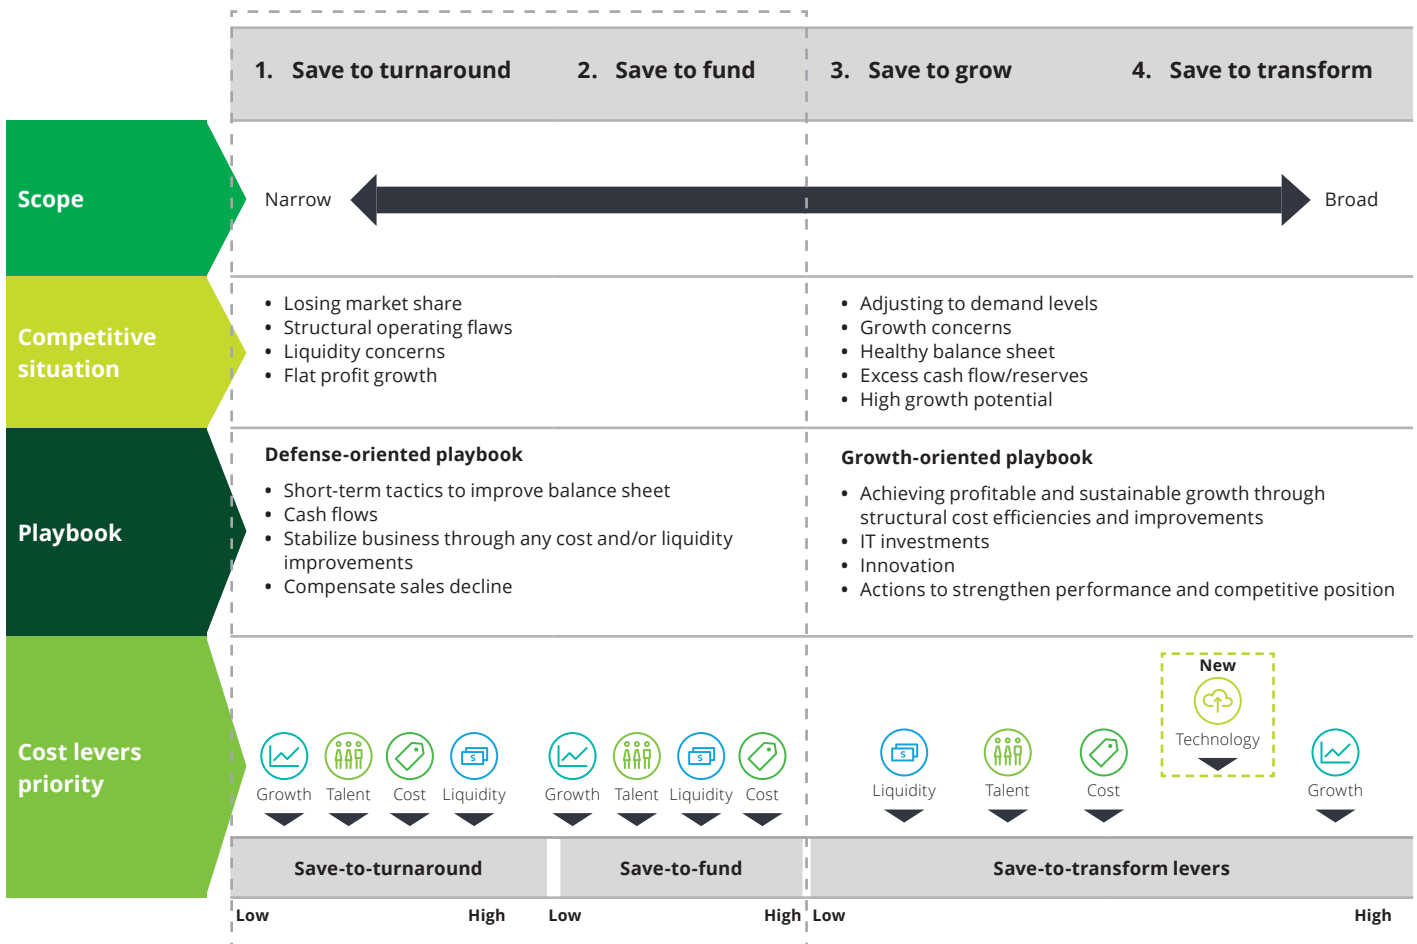 1. Save to turnaround
2. Save to fund
3. Save to grow
4. Save to transform
Scope
Narrow
Broad
Competitive
situation
• Losing market share
• Structural operating flaws
• Liquidity concerns
• Flat profit growth
• Adjusting to demand levels
• Growth concerns
• Healthy balance sheet
• Excess cash flow/reserves
• High growth potential
Playbook
Defense-oriented playbook
• Short-term tactics to improve balance sheet
• Cash flows
• Stabilize business through any cost and/or liquidity
improvements
• Compensate sales decline
Growth-oriented playbook
• Achieving profitable and sustainable growth through
structural cost efficiencies and improvements
• IT investments
• Innovation
• Actions to strengthen performance and competitive position
Cost levers
priority
Growth
Talent
Cost
$
Liquidity
Growth
Talent
$
Liquidity
Cost
$
Liquidity
Talent
Cost
New
Technology
Growth
Save-to-turnaround
Save-to-fund
Save-to-transform levers
Low
High
Low
High
Low
High